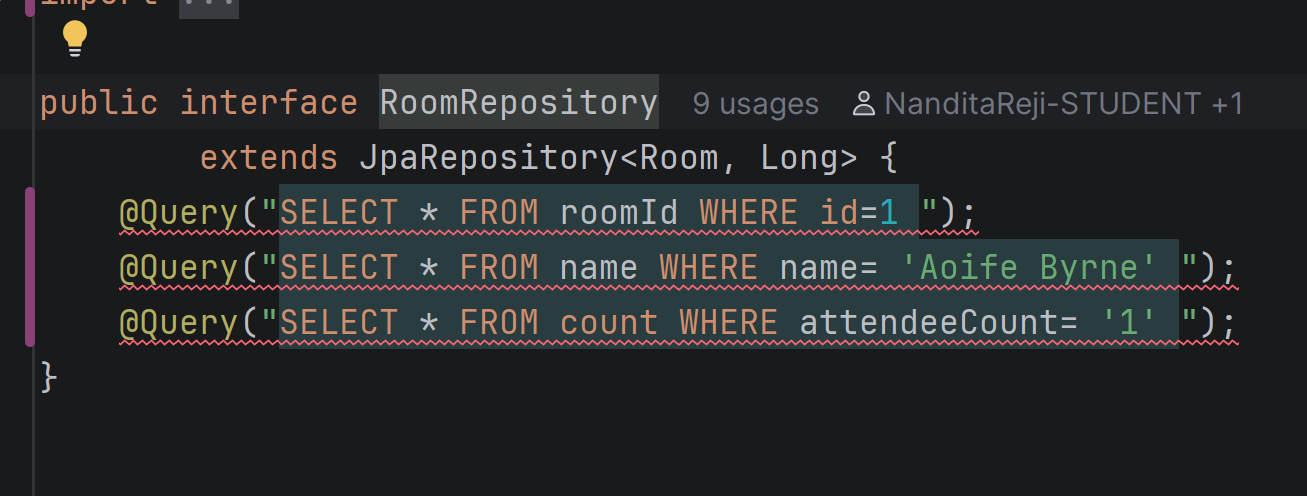 import ...
public interface RoomRepository 9 usages NanditaReji-STUDENT +1
extends JpaRepository<Room, Long> {
@Query("SELECT * FROM roomId WHERE id=1 ");
@Query("SELECT * FROM name WHERE name= 'Aoife Byrne' ");
@Query("SELECT * FROM count WHERE attendeeCount= '1' ");
}